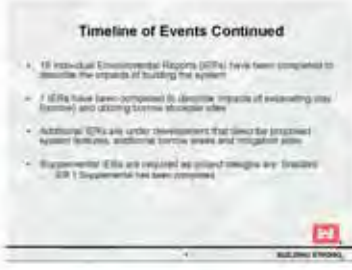 Timeline of Events Continued
• 18 Individual Environmental Reports (IERs) have been completed to
describe the impacts of building the system
• 7 IERs have been completed to describe impacts of excavating clay
(borrow) and utilizing borrow stockpile sites
• Additional IERs are under development that describe proposed
system features, additional borrow areas and mitigation sites
• Supplemental IERs are required as project designs are finalized
IER 1 Supplemental has been completed
BUILDING STRONG